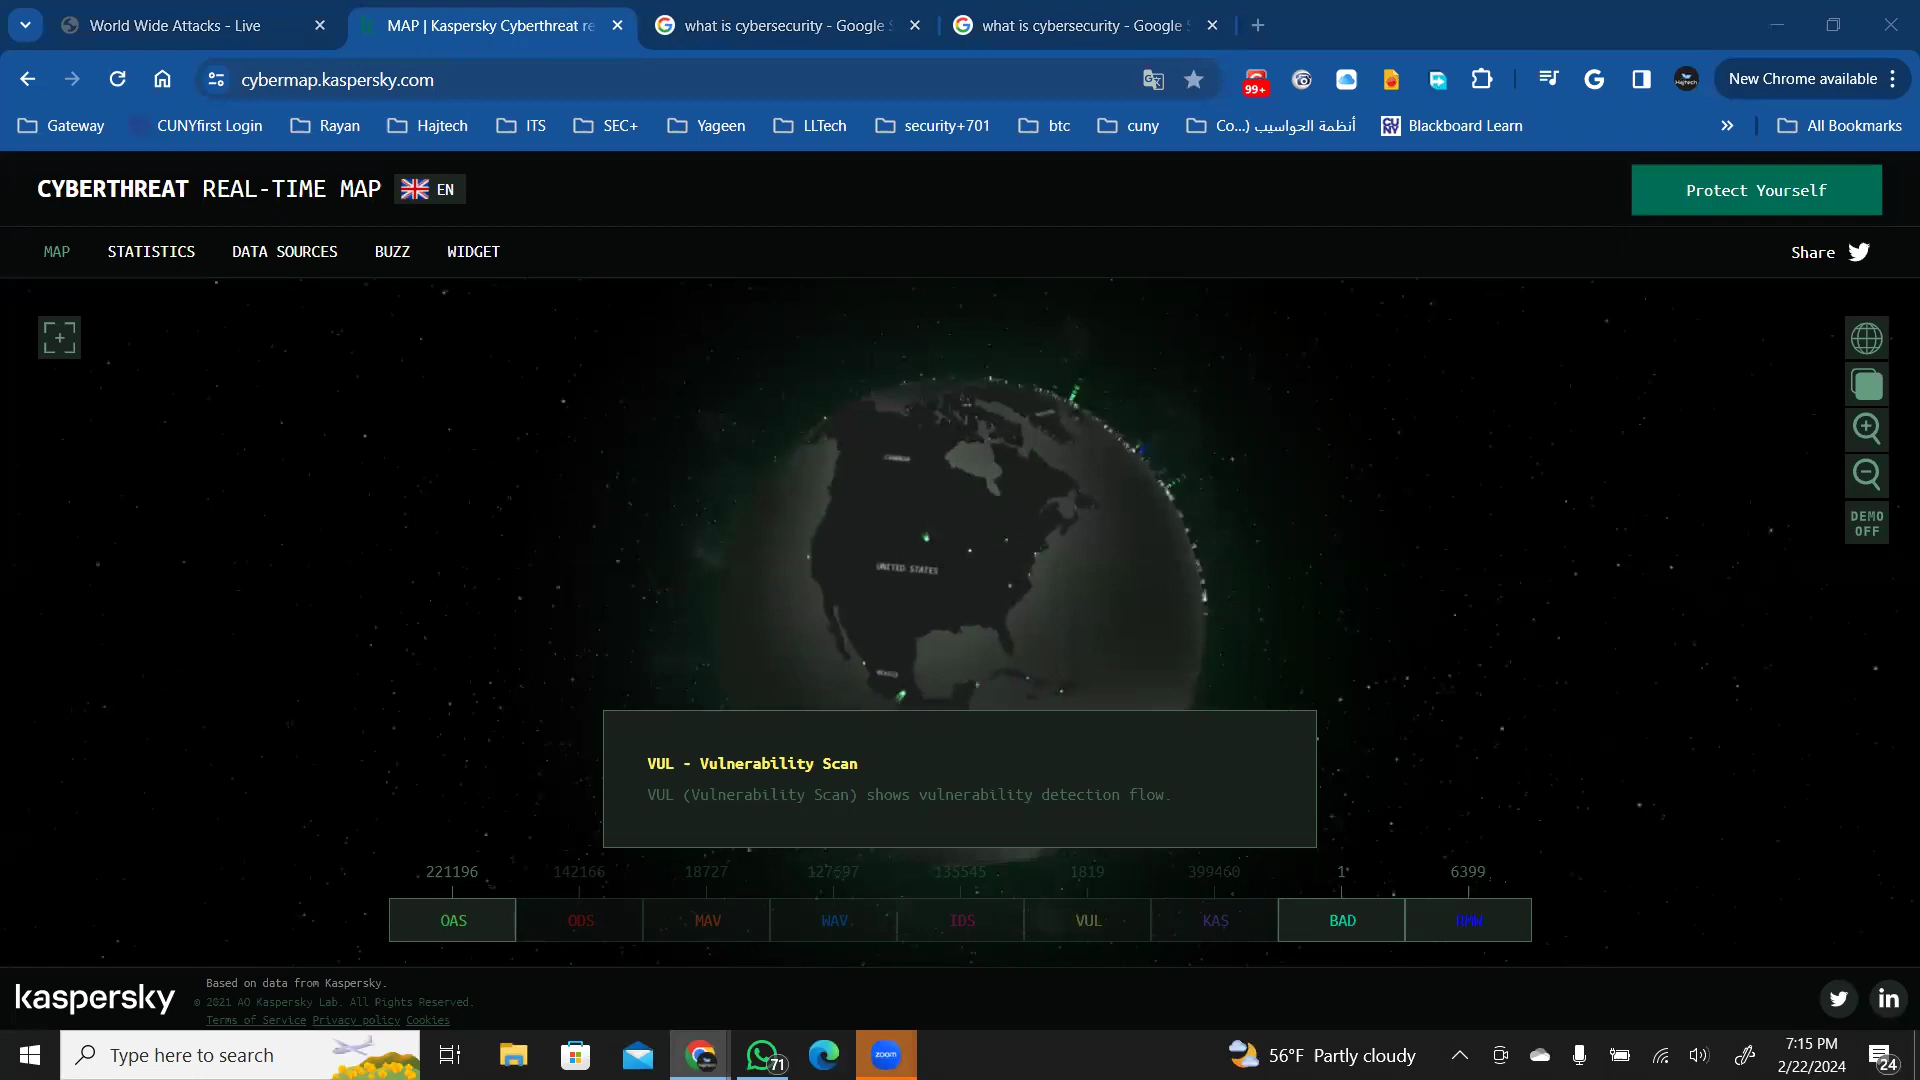 World Wide Attacks - Live
MAP | Kaspersky Cyberthreat re
what is cybersecurity - Google S
what is cybersecurity - Google S
cybermap.kaspersky.com
99+
New Chrome available
Gateway
CUNYfirst Login
Rayan
Hajtech
ITS
SEC+
Yageen
LLTech
security+701
btc
cuny
أنظمة الحواسيب (...Co
Blackboard Learn
All Bookmarks
CYBERTHREAT REAL-TIME MAP
EN
Protect Yourself
MAP
STATISTICS
DATA SOURCES
BUZZ
WIDGET
Share
DEMO
OFF
CANADA
UNITED STATES
MEXICO
VUL - Vulnerability Scan
VUL (Vulnerability Scan) shows vulnerability detection flow.
221196
142166
18727
127697
135545
1819
399460
1
6399
OAS
ODS
MAV
WAV
IDS
VUL
KAS
BAD
RMW
kaspersky
Based on data from Kaspersky.
© 2021 AO Kaspersky Lab. All Rights Reserved.
Terms of Service Privacy policy Cookies
Type here to search
71
zoom
56°F Partly cloudy
7:15 PM
2/22/2024
24